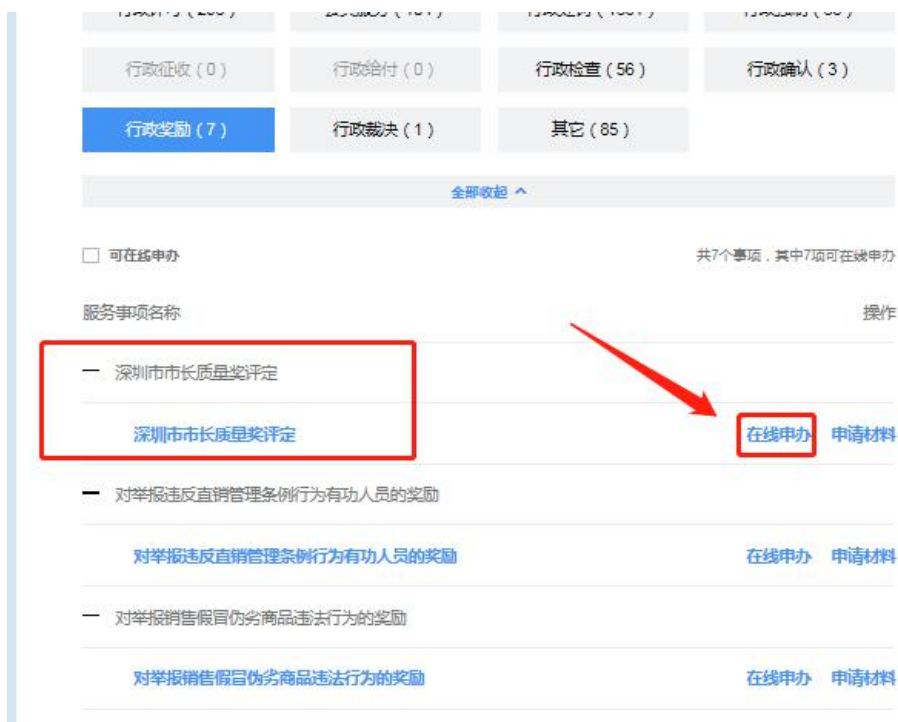 行政征收（0） 行政给付（0） 行政检查（56） 行政确认（3）
行政奖励（7） 行政裁决（1） 其它（85）
全部收起
可在线申办 共7个事项，其中7项可在线申办
服务事项名称 操作
深圳市市长质量奖评定
深圳市市长质量奖评定 在线申办 申请材料
对举报违反直销管理条例行为有功人员的奖励
对举报违反直销管理条例行为有功人员的奖励 在线申办 申请材料
对举报销售假冒伪劣商品违法行为的奖励
对举报销售假冒伪劣商品违法行为的奖励 在线申办 申请材料